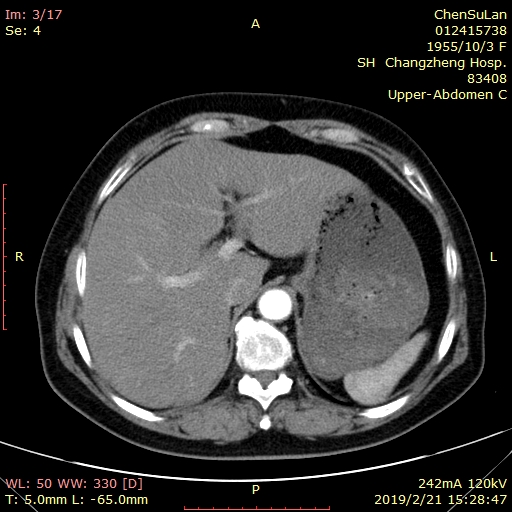 Im: 3/17
Se: 4
A
ChenSuLan
012415738
1955/10/3 F
SH Changzheng Hosp.
83408
Upper-Abdomen C
R
L
WL: 50 WW: 330 [D]
T: 5.0mm L: -65.0mm
P
242mA 120kV
2019/2/21 15:28:47